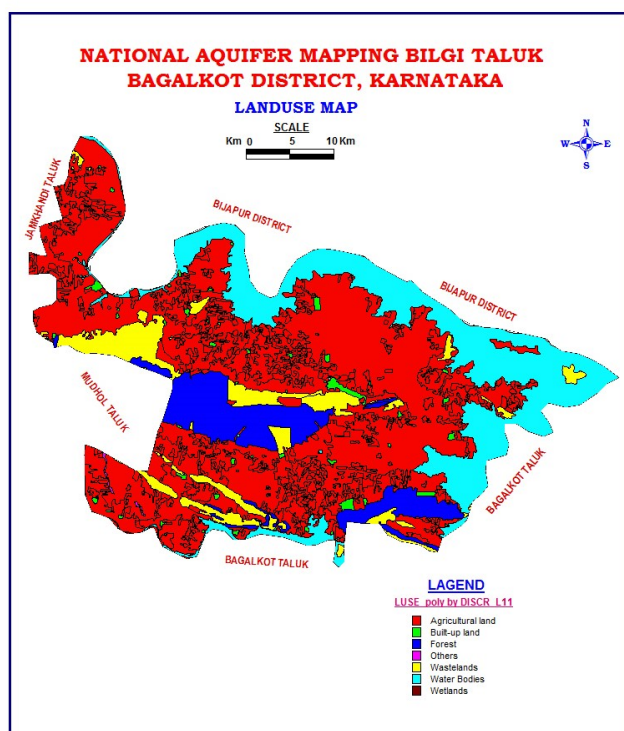 NATIONAL AQUIFER MAPPING BILGI TALUK
BAGALKOT DISTRICT, KARNATAKA
LANDUSE MAP
SCALE
Km 0 5 10 Km
N
W E
S
JAMKHANDI TALUK
BIJAPUR DISTRICT
BIJAPUR DISTRICT
MUDHOL TALUK
BAGALKOT TALUK
BAGALKOT TALUK
LAGEND
LUSE_poly by DISCR_L11
Agricultural land
Built-up land
Forest
Others
Wastelands
Water Bodies
Wetlands